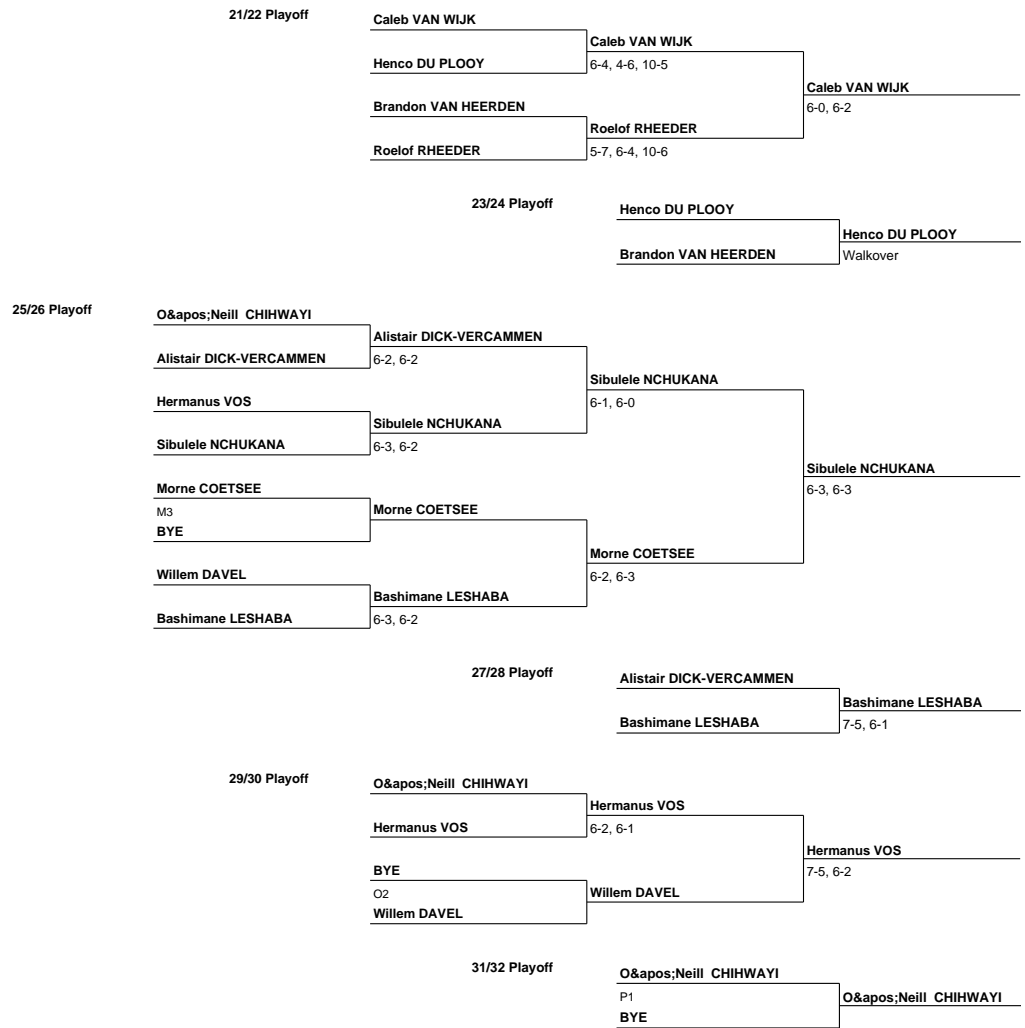 21/22 Playoff
Caleb VAN WIJK
Caleb VAN WIJK
Henco DU PLOOY
6-4, 4-6, 10-5
Caleb VAN WIJK
6-0, 6-2
Brandon VAN HEERDEN
Roelof RHEEDER
Roelof RHEEDER
5-7, 6-4, 10-6
23/24 Playoff
Henco DU PLOOY
Henco DU PLOOY
Brandon VAN HEERDEN
Walkover
25/26 Playoff
O&apos;Neill  CHIHWAYI
Alistair DICK-VERCAMMEN
Alistair DICK-VERCAMMEN
6-2, 6-2
Sibulele NCHUKANA
6-1, 6-0
Hermanus VOS
Sibulele NCHUKANA
Sibulele NCHUKANA
6-3, 6-2
Sibulele NCHUKANA
6-3, 6-3
Morne COETSEE
M3
Morne COETSEE
BYE
Morne COETSEE
6-2, 6-3
Willem DAVEL
Bashimane LESHABA
Bashimane LESHABA
6-3, 6-2
27/28 Playoff
Alistair DICK-VERCAMMEN
Bashimane LESHABA
Bashimane LESHABA
7-5, 6-1
29/30 Playoff
O&apos;Neill  CHIHWAYI
Hermanus VOS
Hermanus VOS
6-2, 6-1
Hermanus VOS
7-5, 6-2
BYE
O2
Willem DAVEL
Willem DAVEL
31/32 Playoff
O&apos;Neill  CHIHWAYI
P1
O&apos;Neill  CHIHWAYI
BYE